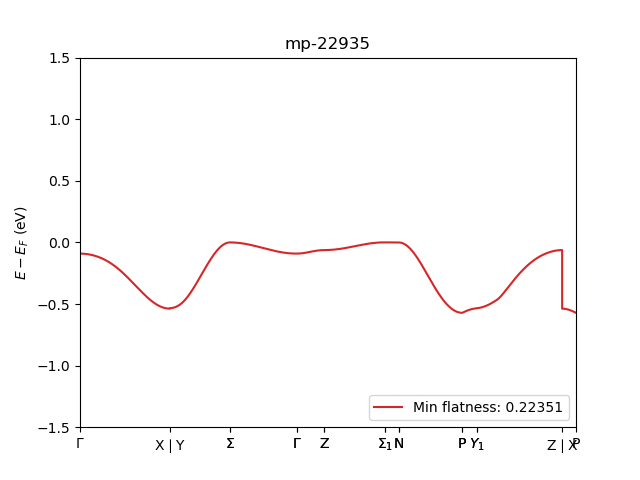 mp-22935
1.5
1.0
0.5
0.0
−0.5
−1.0
−1.5
E − E_F (eV)
Γ X | Y Σ Γ Z Σ₁ N P Y₁ Z | X P
Min flatness: 0.22351